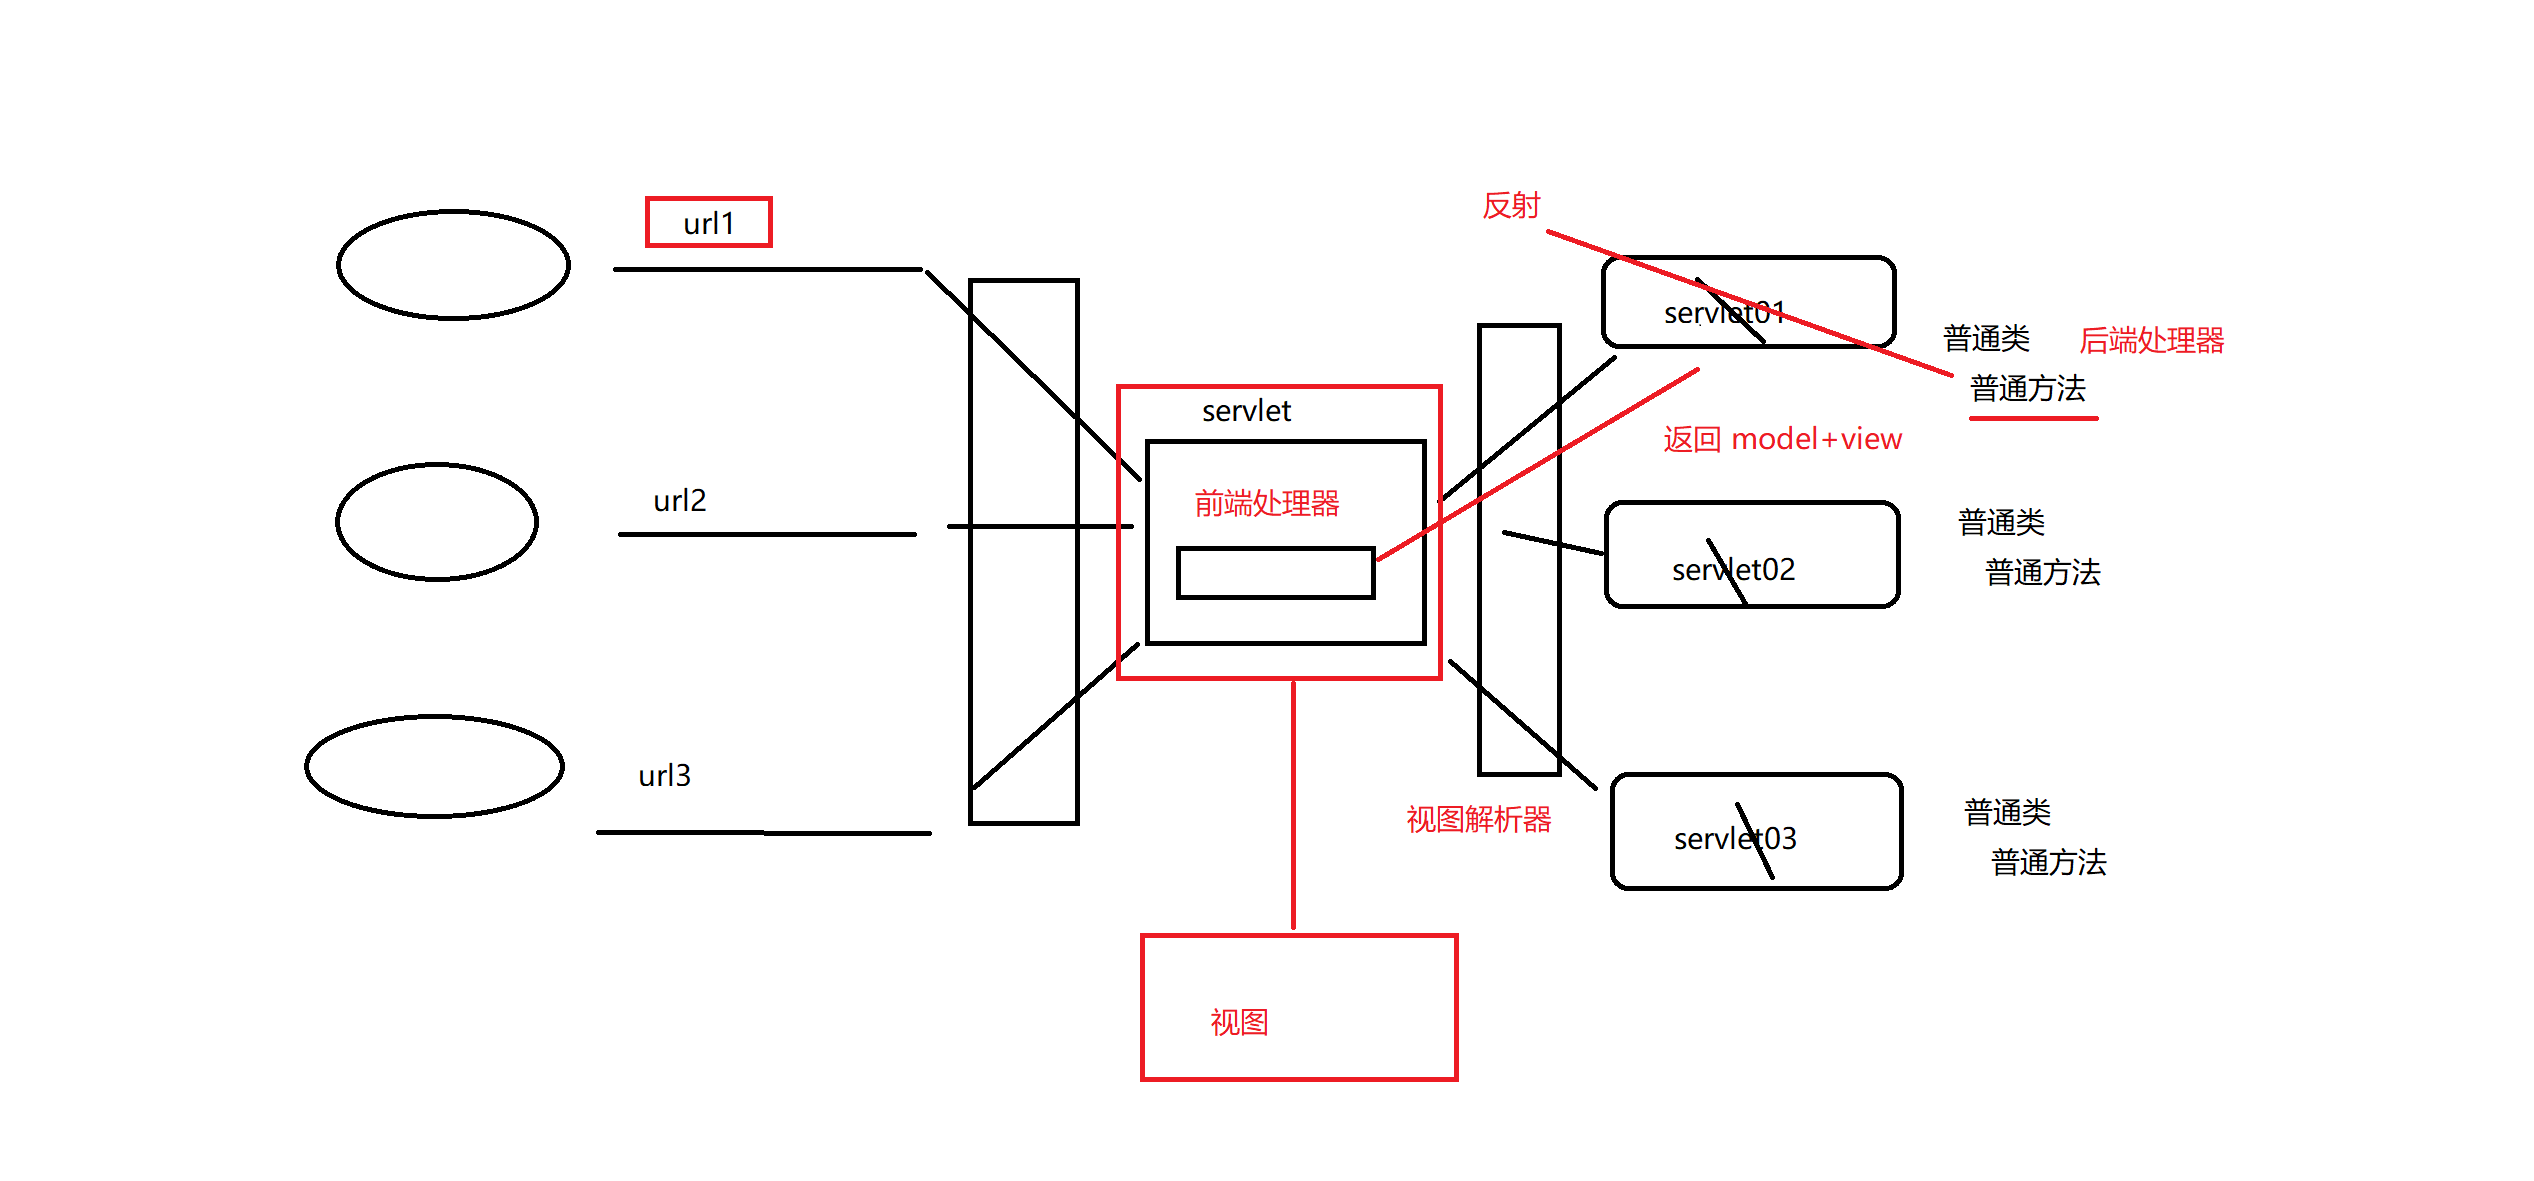 反射
url1
servlet01
普通类
后端处理器
普通方法
servlet
返回 model+view
url2
前端处理器
普通类
servlet02
普通方法
url3
视图解析器
普通类
servlet03
普通方法
视图